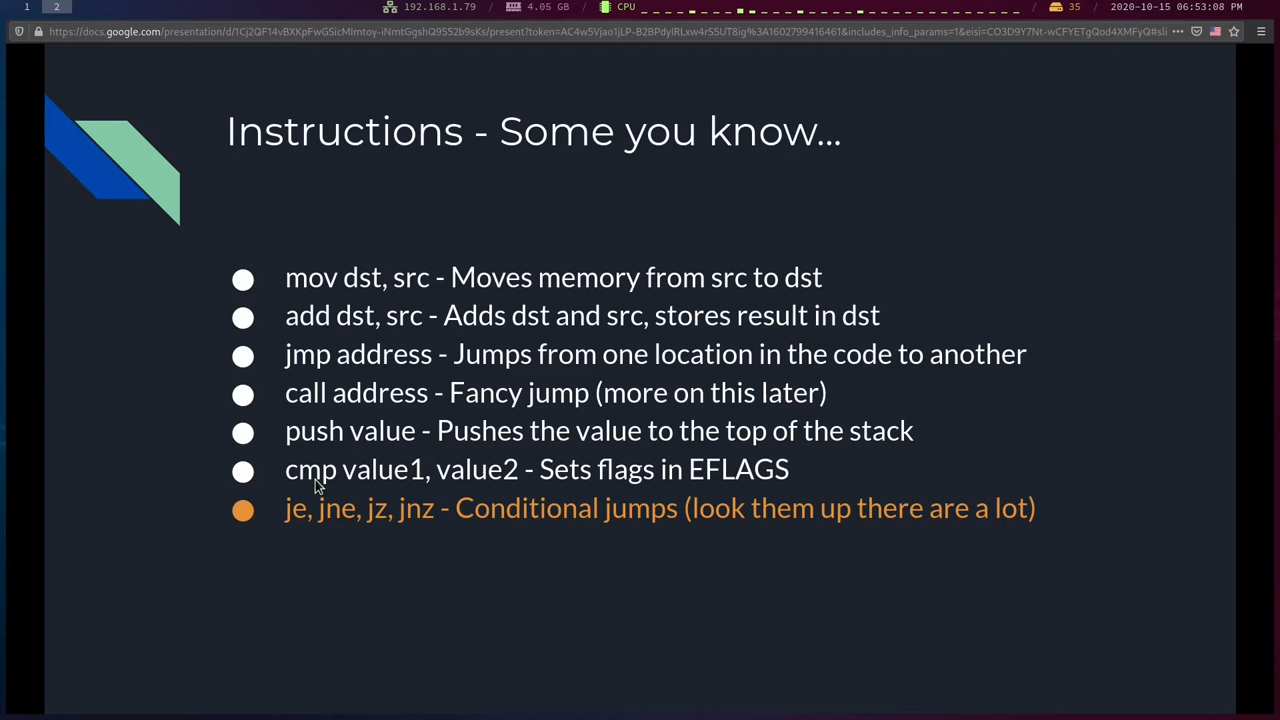 1 2 192.168.1.79 / 4.05 GB / CPU / 35 / 2020-10-15 06:53:08 PM
Instructions - Some you know...
mov dst, src - Moves memory from src to dst
add dst, src - Adds dst and src, stores result in dst
jmp address - Jumps from one location in the code to another
call address - Fancy jump (more on this later)
push value - Pushes the value to the top of the stack
cmp value1, value2 - Sets flags in EFLAGS
je, jne, jz, jnz - Conditional jumps (look them up there are a lot)